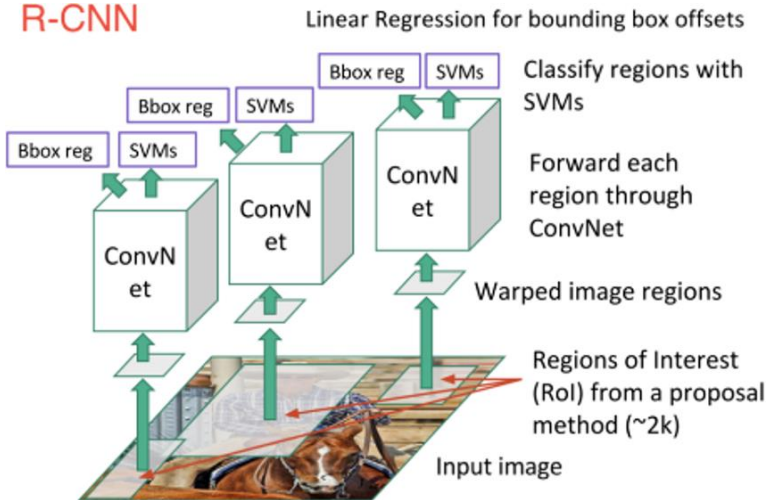 R-CNN
Linear Regression for bounding box offsets
Bbox reg
SVMs
Classify regions with
SVMs
Bbox reg
SVMs
Bbox reg
SVMs
ConvN
et
Forward each
region through
ConvNet
ConvN
et
ConvN
et
Warped image regions
Regions of Interest
(RoI) from a proposal
method (~2k)
Input image